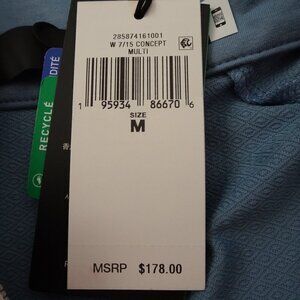 285874161001
W 7/15 CONCEPT
MULTI
1 95934 86670 6
SIZE
M
MSRP $178.00
RECYCLÉ
DITÉ